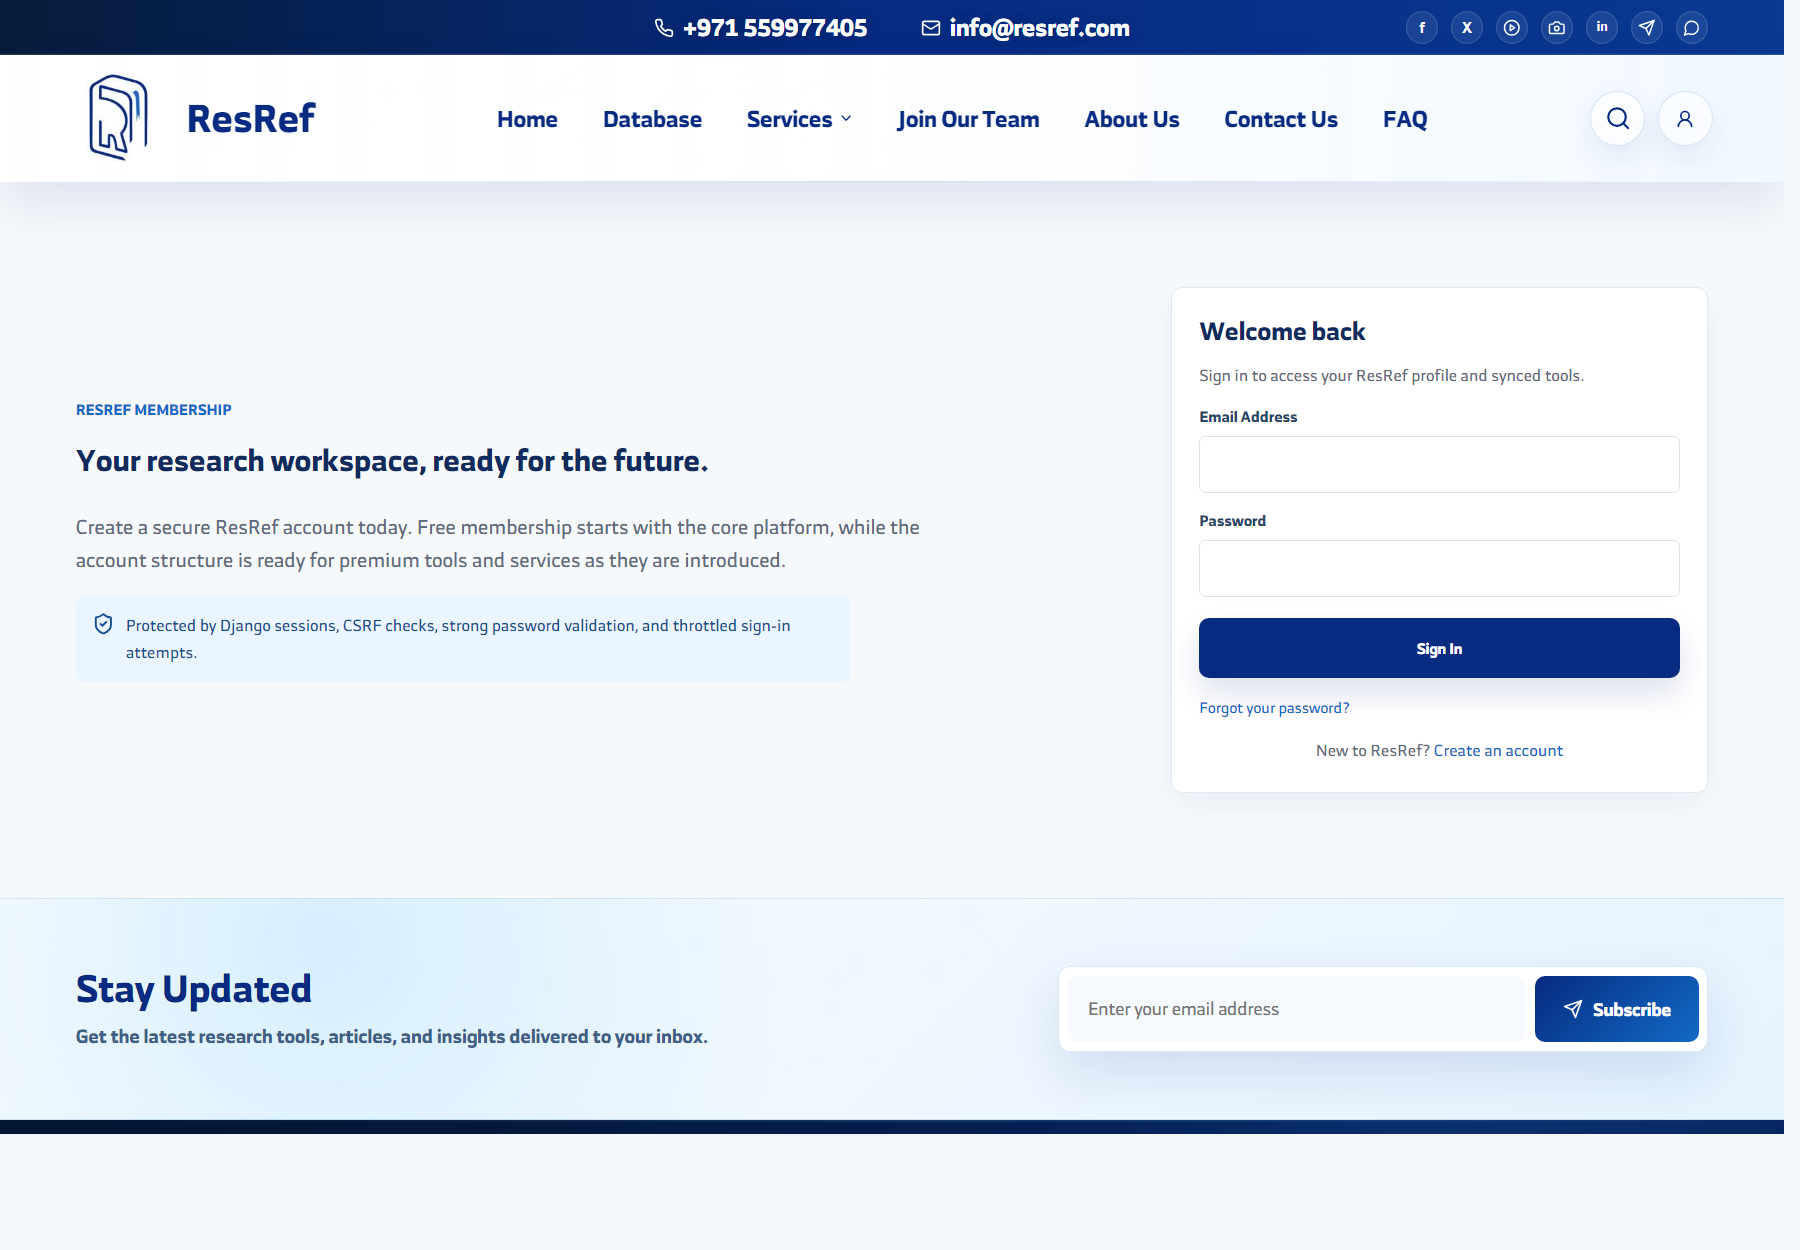 +971 559977405
info@resref.com
f
X
in
ResRef
Home
Database
Services
Join Our Team
About Us
Contact Us
FAQ
RESREF MEMBERSHIP
Your research workspace, ready for the future.
Create a secure ResRef account today. Free membership starts with the core platform, while the
account structure is ready for premium tools and services as they are introduced.
Protected by Django sessions, CSRF checks, strong password validation, and throttled sign-in
attempts.
Welcome back
Sign in to access your ResRef profile and synced tools.
Email Address
Password
Sign In
Forgot your password?
New to ResRef? Create an account
Stay Updated
Get the latest research tools, articles, and insights delivered to your inbox.
Enter your email address
Subscribe